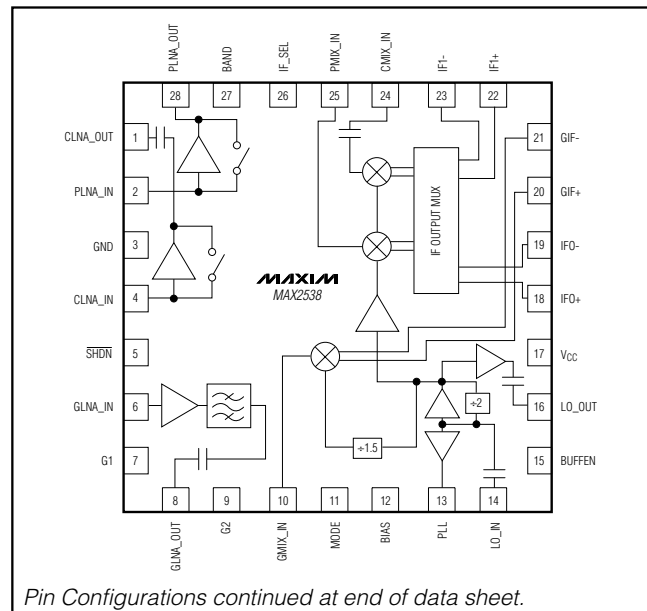 PLNA_OUT
BAND
IF_SEL
PMIX_IN
CMIX_IN
IF1-
IF1+
28
27
26
25
24
23
22
CLNA_OUT 1
PLNA_IN 2
GND 3
CLNA_IN 4
SHDN 5
GLNA_IN 6
G1 7
IF OUTPUT MUX
MAXIM
MAX2538
÷2
÷1.5
21 GIF-
20 GIF+
19 IF0-
18 IF0+
17 VCC
16 LO_OUT
15 BUFFEN
8
9
10
11
12
13
14
GLNA_OUT
G2
GMIX_IN
MODE
BIAS
PLL
LO_IN
Pin Configurations continued at end of data sheet.